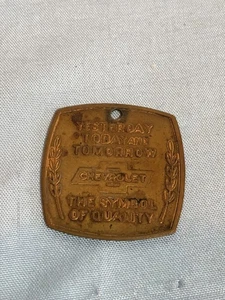 YESTERDAY
TODAY AND
TOMORROW
CHEVROLET
THE SYMBOL
OF QUALITY